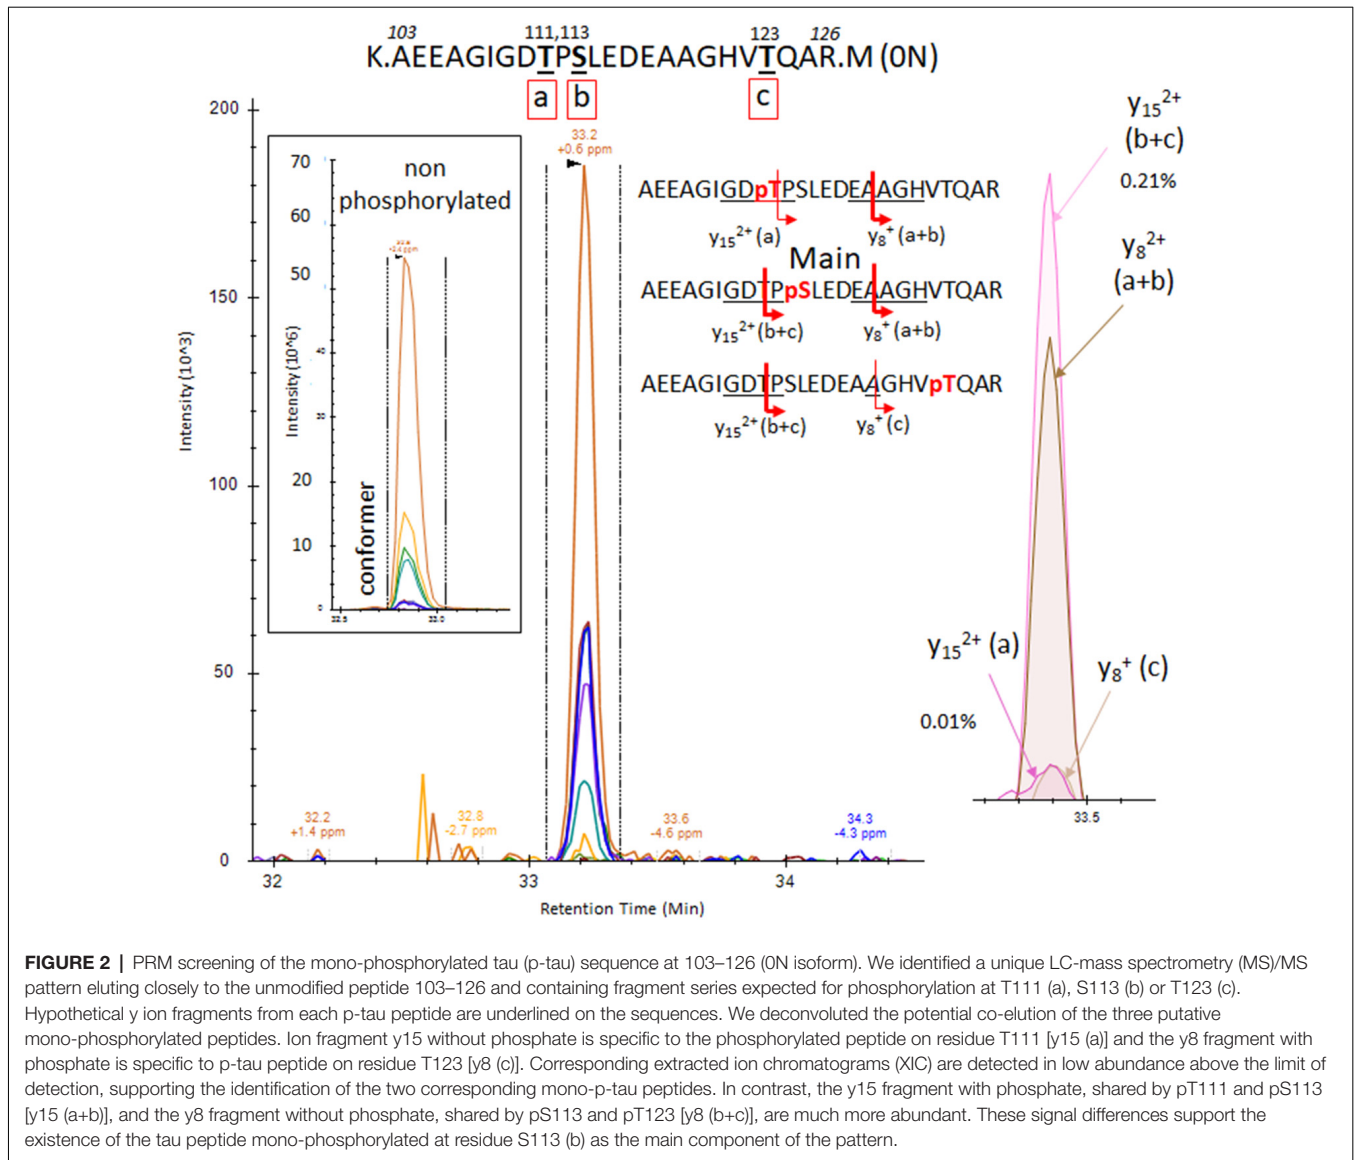 103 111,113 123 126
K.AEEAGIGDTPSLEDEAAGHVTQAR.M (0N)
a b c
200
150
100
50
0
Intensity (10^3)
32 33 34
Retention Time (Min)
non
phosphorylated
70
60
50
40
30
20
10
0
Intensity (10^6)
conformer
32.5 33.0
33.2
+0.6 ppm
32.2
+1.4 ppm
32.8
-2.7 ppm
33.6
-4.6 ppm
34.3
-4.3 ppm
AEEAGIGDpTPSLEDEAAGHVTQAR
y15 2+ (a) y8+ (a+b)
Main
AEEAGIGDTPpSLEDEAAGHVTQAR
y15 2+ (b+c) y8+ (a+b)
AEEAGIGDTPSLEDEAAGHVpTQAR
y15 2+ (b+c) y8+ (c)
y15 2+
(b+c)
0.21%
y8 2+
(a+b)
y15 2+ (a)
y8+ (c)
0.01%
33.5
FIGURE 2 | PRM screening of the mono-phosphorylated tau (p-tau) sequence at 103–126 (0N isoform). We identified a unique LC-mass spectrometry (MS)/MS
pattern eluting closely to the unmodified peptide 103–126 and containing fragment series expected for phosphorylation at T111 (a), S113 (b) or T123 (c).
Hypothetical y ion fragments from each p-tau peptide are underlined on the sequences. We deconvoluted the potential co-elution of the three putative
mono-phosphorylated peptides. Ion fragment y15 without phosphate is specific to the phosphorylated peptide on residue T111 [y15 (a)] and the y8 fragment with
phosphate is specific to p-tau peptide on residue T123 [y8 (c)]. Corresponding extracted ion chromatograms (XIC) are detected in low abundance above the limit of
detection, supporting the identification of the two corresponding mono-p-tau peptides. In contrast, the y15 fragment with phosphate, shared by pT111 and pS113
[y15 (a+b)], and the y8 fragment without phosphate, shared by pS113 and pT123 [y8 (b+c)], are much more abundant. These signal differences support the
existence of the tau peptide mono-phosphorylated at residue S113 (b) as the main component of the pattern.